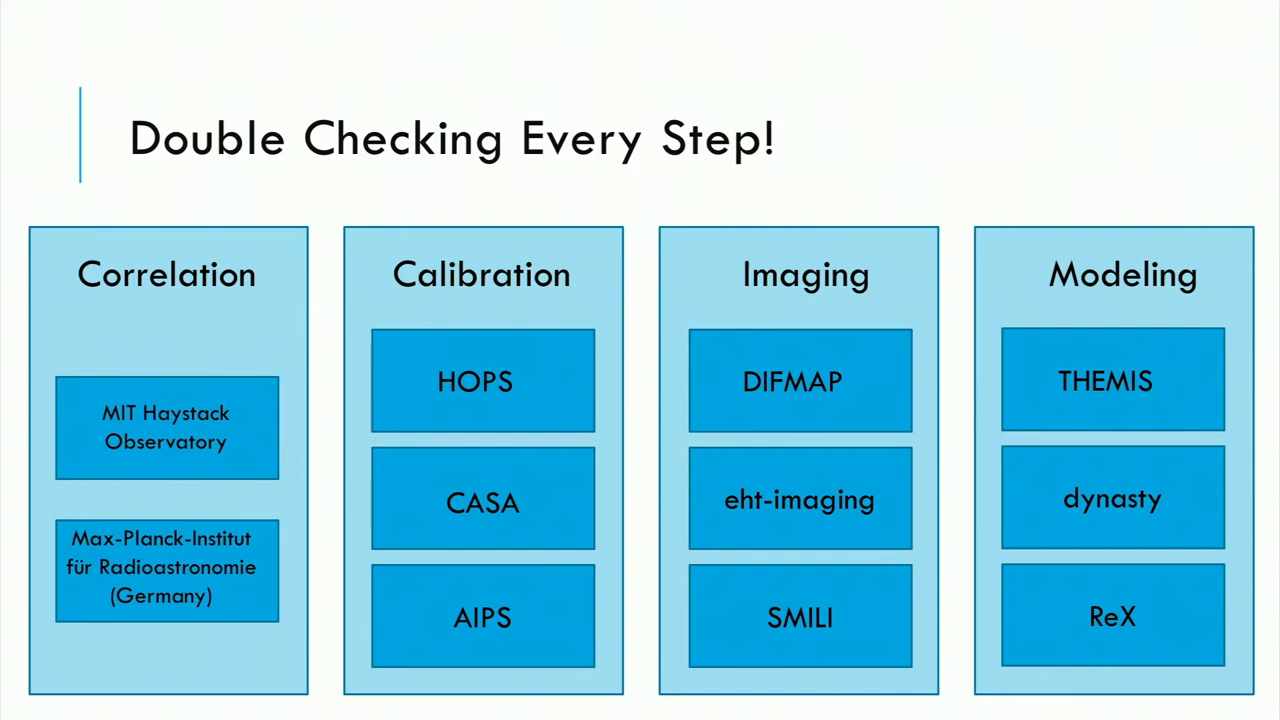 Double Checking Every Step!
Correlation
MIT Haystack
Observatory
Max-Planck-Institut
für Radioastronomie
(Germany)
Calibration
HOPS
CASA
AIPS
Imaging
DIFMAP
eht-imaging
SMILI
Modeling
THEMIS
dynasty
ReX